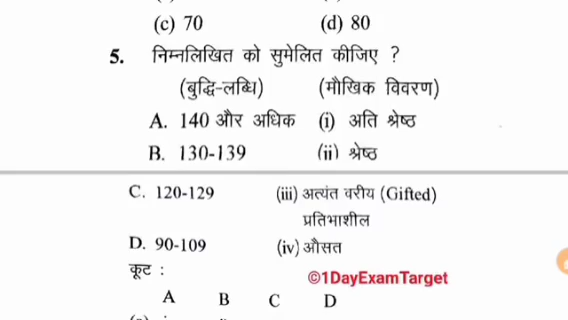 (c) 70 (d) 80
5. निम्नलिखित को सुमेलित कीजिए ?
(बुद्धि-लब्धि) (मौखिक विवरण)
A. 140 और अधिक (i) अति श्रेष्ठ
B. 130-139 (ii) श्रेष्ठ
C. 120-129 (iii) अत्यंत वरीय (Gifted)
प्रतिभाशील
D. 90-109 (iv) औसत
कूट :
©1DayExamTarget
A B C D